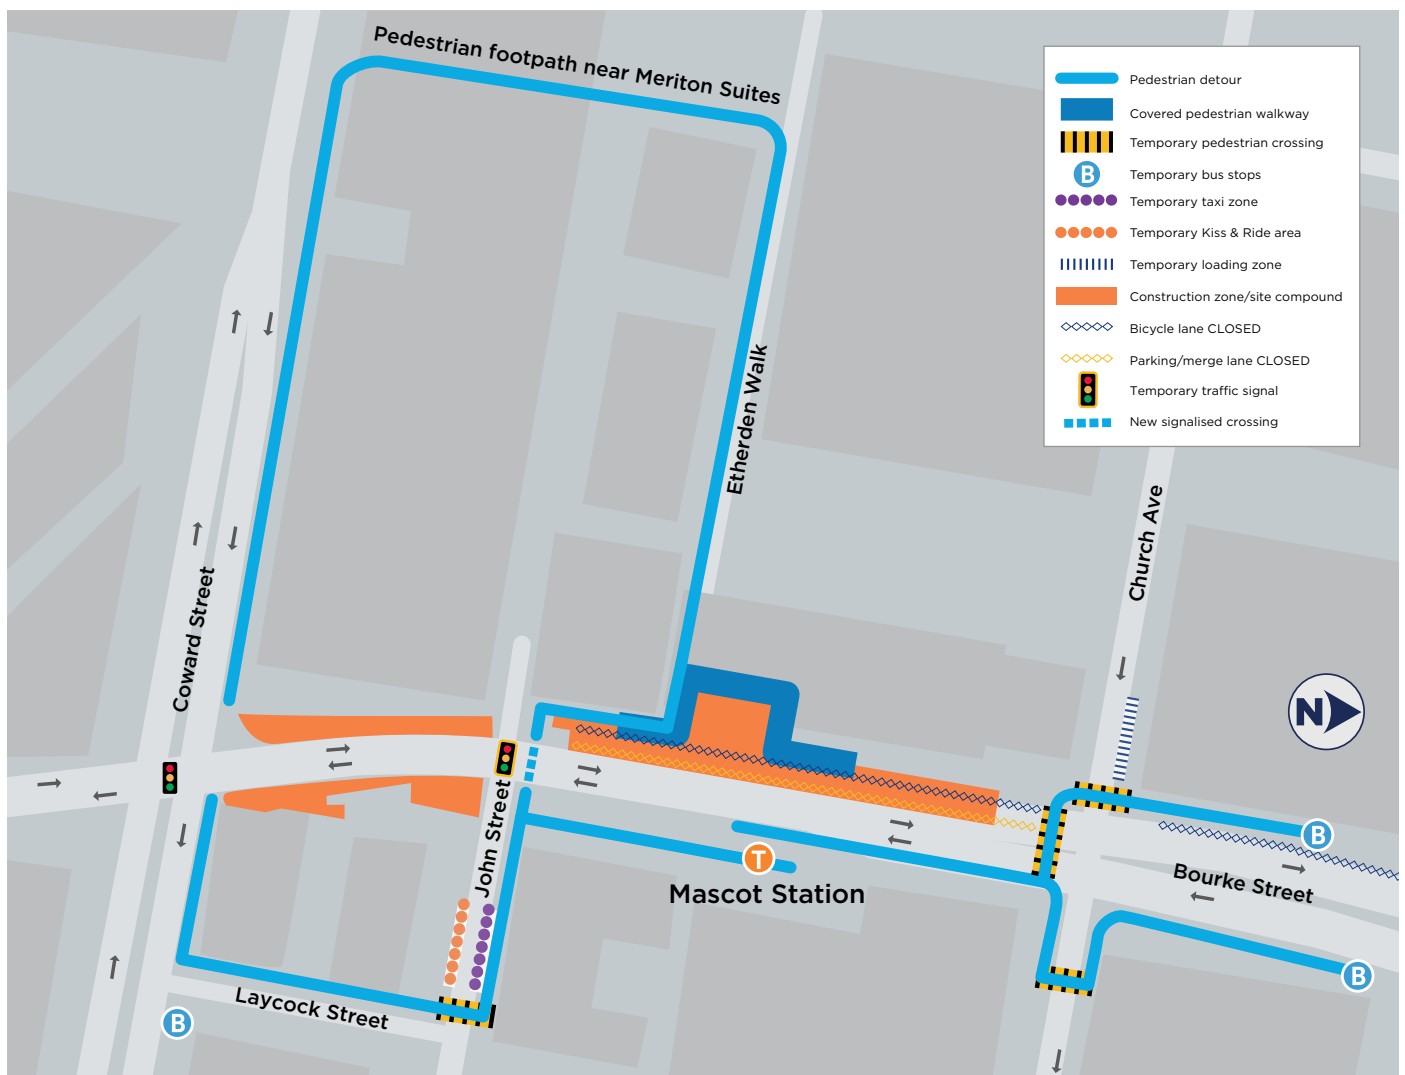 Pedestrian footpath near Meriton Suites
Pedestrian detour
Covered pedestrian walkway
Temporary pedestrian crossing
B
Temporary bus stops
Temporary taxi zone
Temporary Kiss & Ride area
Temporary loading zone
Construction zone/site compound
Bicycle lane CLOSED
Parking/merge lane CLOSED
Temporary traffic signal
New signalised crossing
Etherden Walk
Church Ave
Coward Street
N
John Street
B
T
Mascot Station
Bourke Street
B
Laycock Street
B